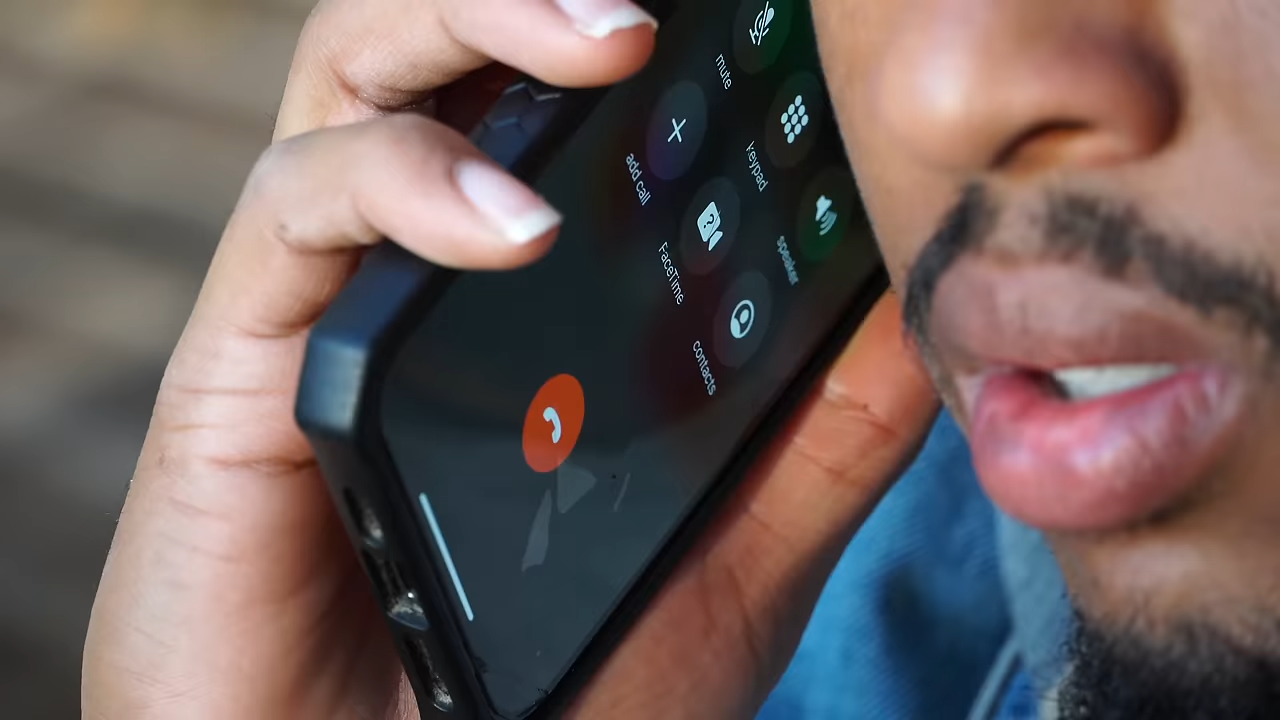 mute
keypad
speaker
add call
FaceTime
contacts